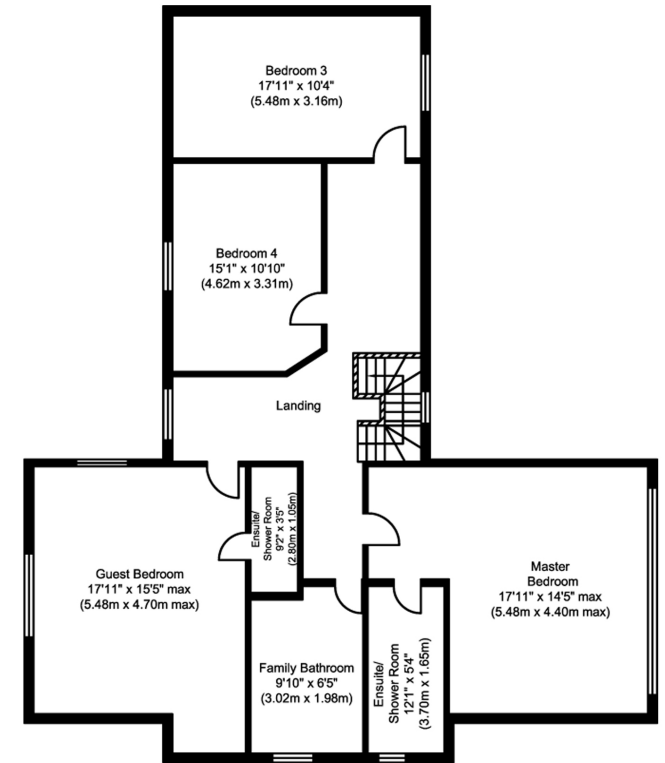 Bedroom 3
17'11" x 10'4"
(5.48m x 3.16m)
Bedroom 4
15'1" x 10'10"
(4.62m x 3.31m)
Landing
Ensuite/
Shower Room
9'2" x 3'5"
(2.80m x 1.05m)
Guest Bedroom
17'11" x 15'5" max
(5.48m x 4.70m max)
Master
Bedroom
17'11" x 14'5" max
(5.48m x 4.40m max)
Family Bathroom
9'10" x 6'5"
(3.02m x 1.98m)
Ensuite/
Shower Room
12'1" x 5'4"
(3.70m x 1.65m)